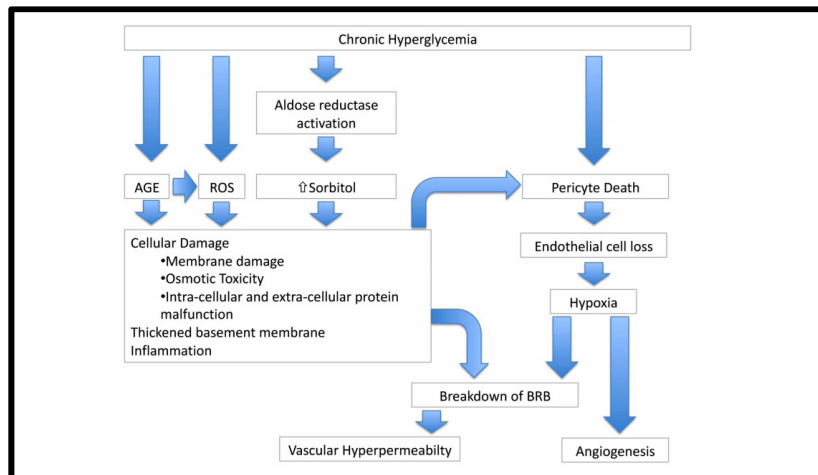 Chronic Hyperglycemia
Aldose reductase
activation
AGE
ROS
⇧Sorbitol
Pericyte Death
Cellular Damage
•Membrane damage
•Osmotic Toxicity
•Intra-cellular and extra-cellular protein
malfunction
Thickened basement membrane
Inflammation
Endothelial cell loss
Hypoxia
Breakdown of BRB
Vascular Hyperpermeabilty
Angiogenesis